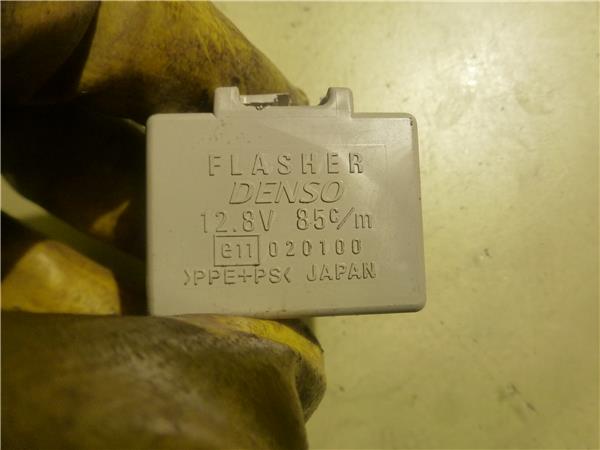 FLASHER
DENSO
12.8V 85c/m
e11 020100
>PPE+PS< JAPAN